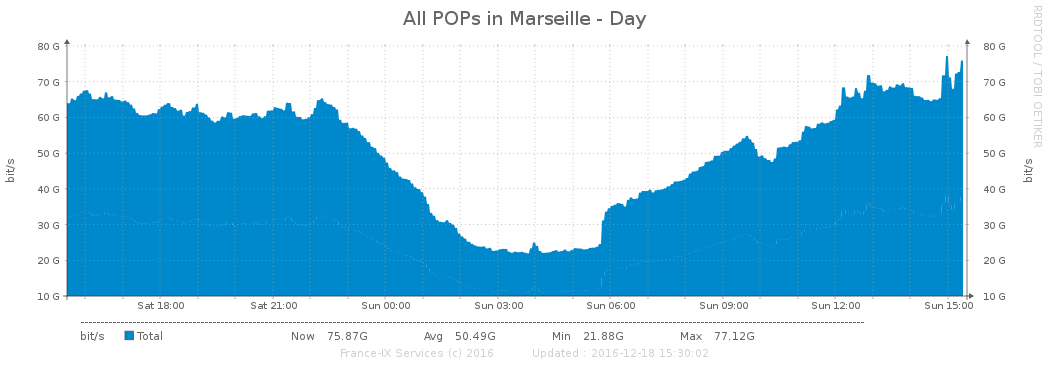 All POPs in Marseille - Day
RRDTOOL / TOBI OETIKER
80 G 80 G
70 G 70 G
60 G 60 G
50 G 50 G
40 G 40 G
30 G 30 G
20 G 20 G
10 G 10 G
bit/s
bit/s
Sat 18:00 Sat 21:00 Sun 00:00 Sun 03:00 Sun 06:00 Sun 09:00 Sun 12:00 Sun 15:00
bit/s Total Now 75.87G Avg 50.49G Min 21.88G Max 77.12G
France-IX Services (c) 2016 Updated : 2016-12-18 15:30:02